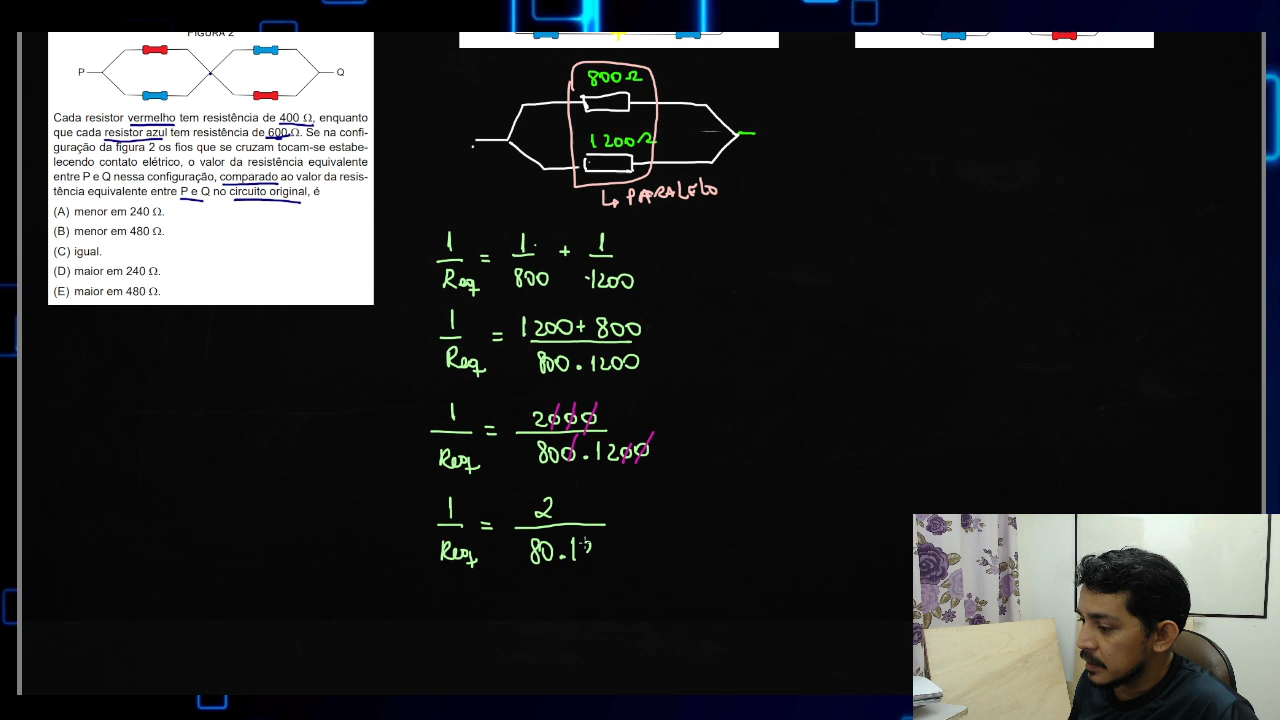 FIGURA 2
P
Q
Cada resistor vermelho tem resistência de 400 Ω, enquanto
que cada resistor azul tem resistência de 600 Ω. Se na confi-
guração da figura 2 os fios que se cruzam tocam-se estabe-
lecendo contato elétrico, o valor da resistência equivalente
entre P e Q nessa configuração, comparado ao valor da resis-
tência equivalente entre P e Q no circuito original, é
(A) menor em 240 Ω.
(B) menor em 480 Ω.
(C) igual.
(D) maior em 240 Ω.
(E) maior em 480 Ω.
800Ω
1200Ω
↳ PARALELO
1/Req = 1/800 + 1/1200
1/Req = 1200+800/800.1200
1/Req = 2000/800.1200
1/Req = 2/80.1